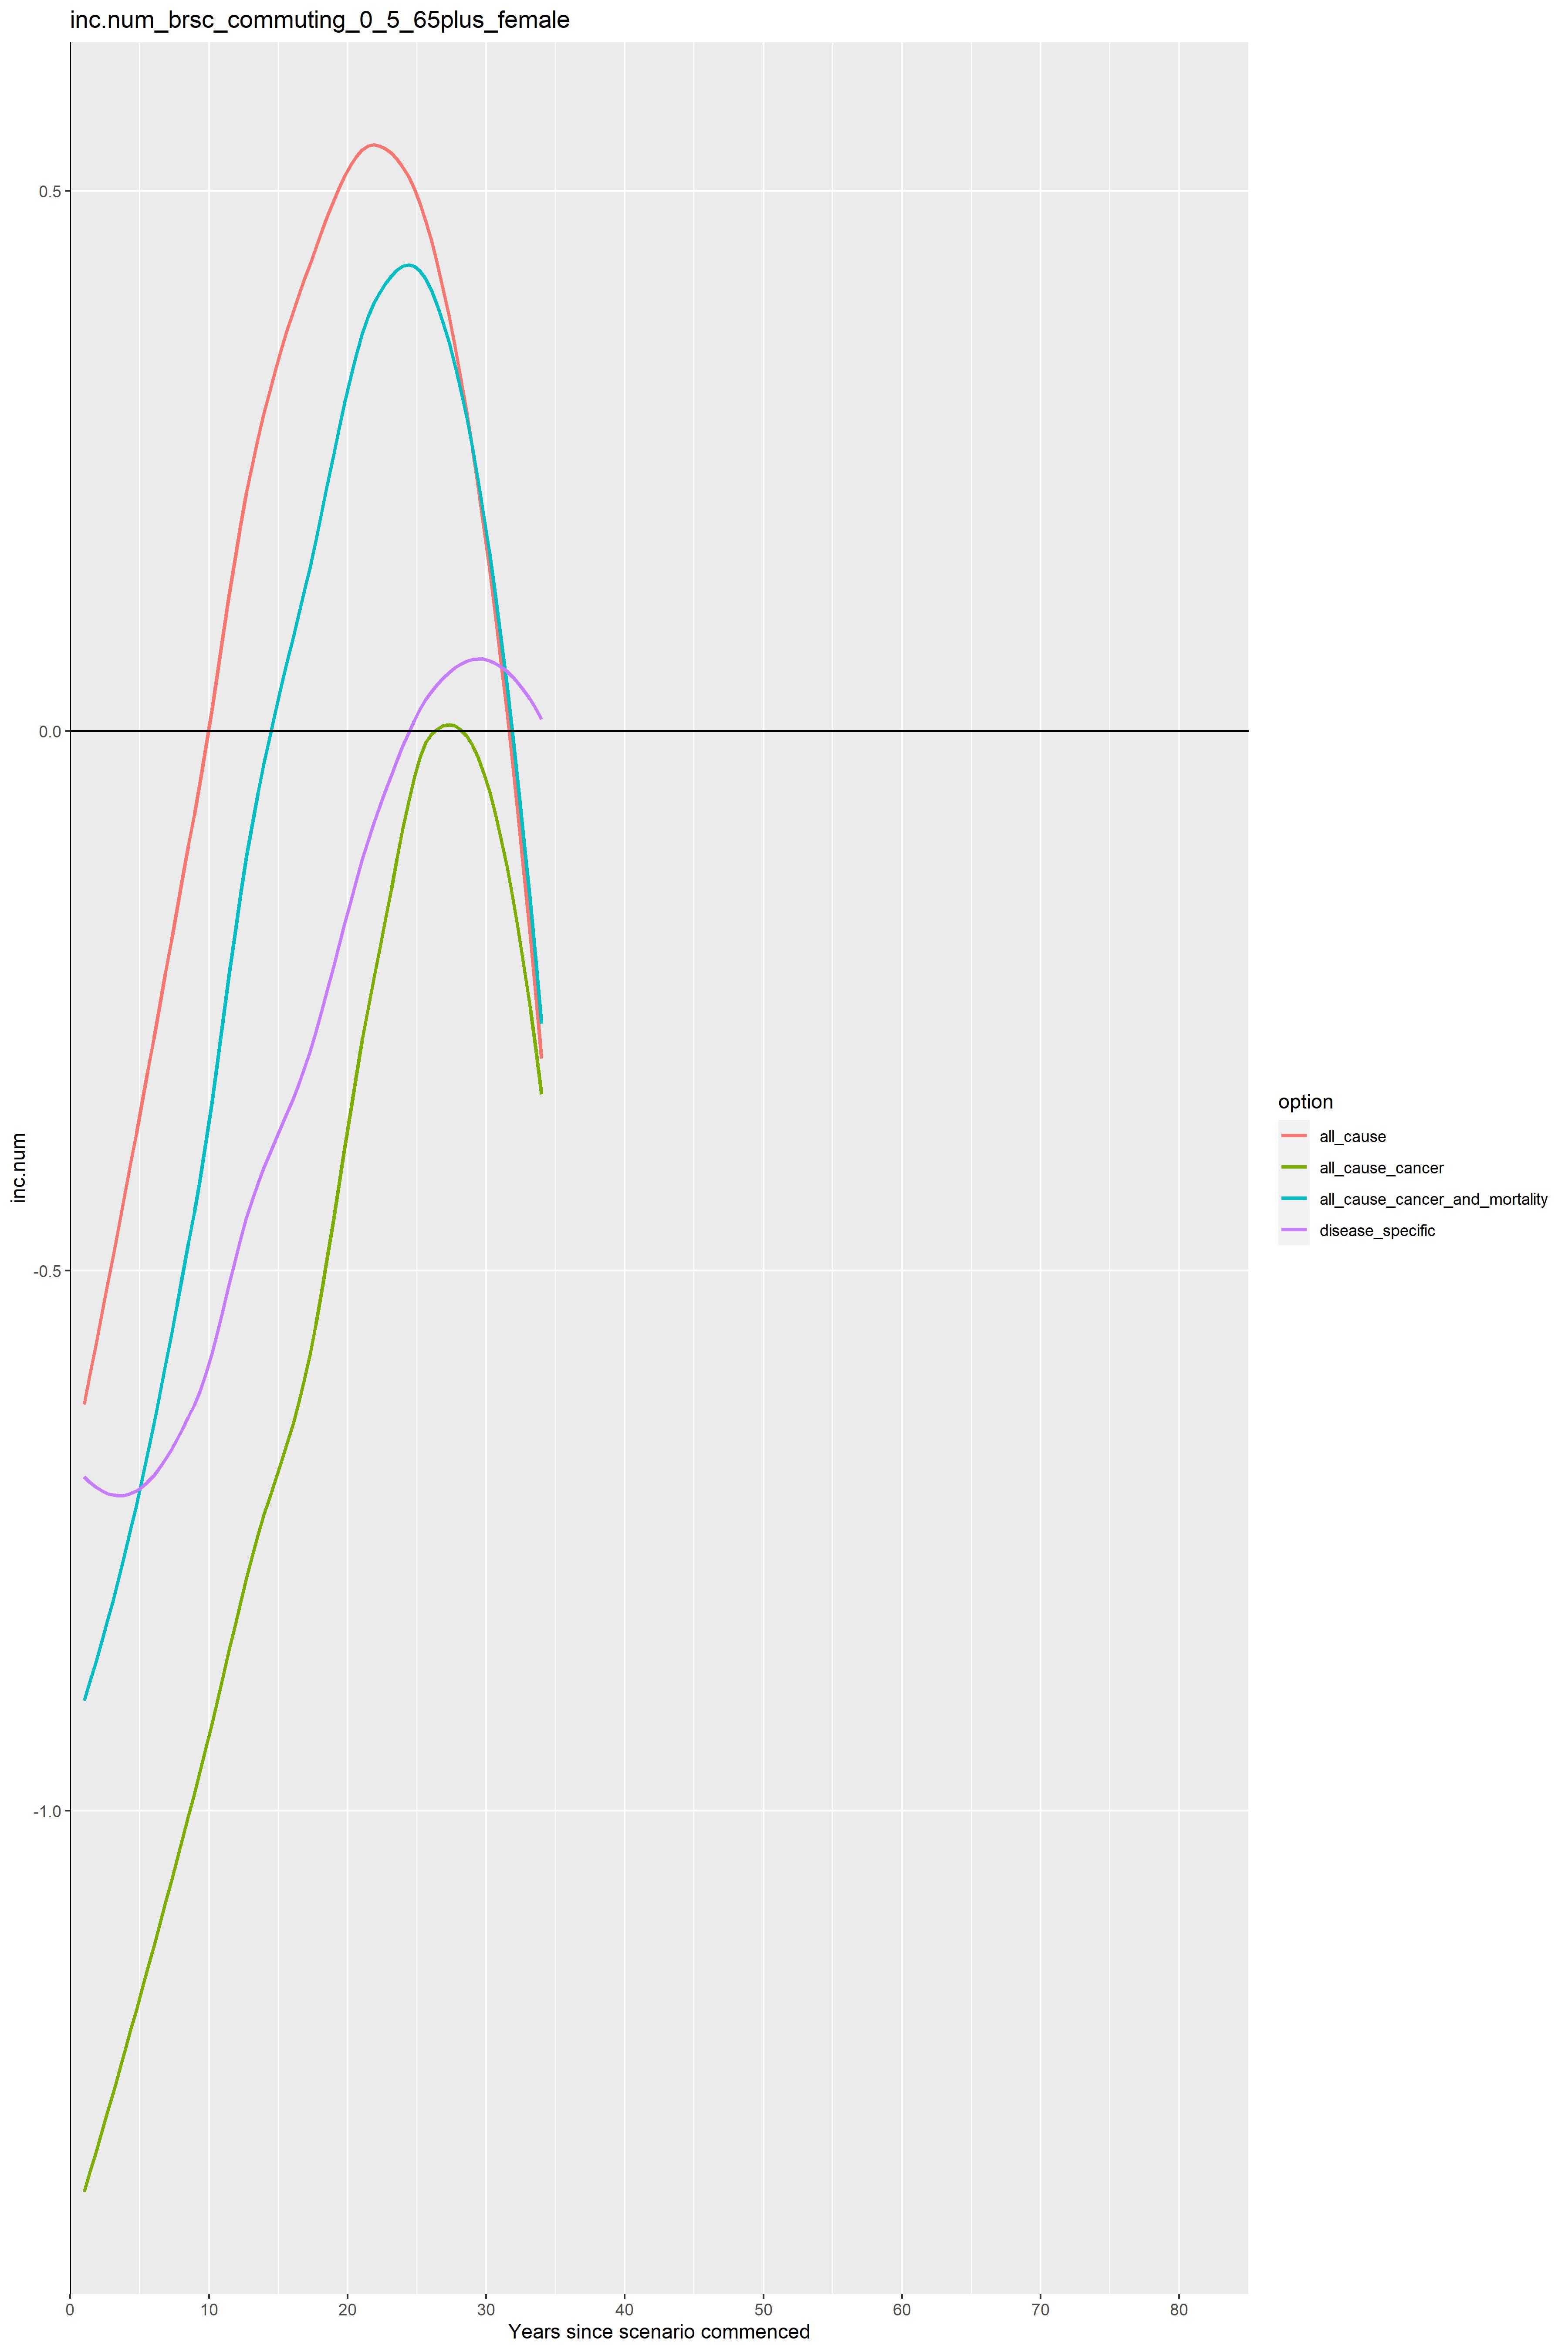 inc.num_brsc_commuting_0_5_65plus_female
0.5
0.0
-0.5
-1.0
inc.num
0 10 20 30 40 50 60 70 80
Years since scenario commenced
option
all_cause
all_cause_cancer
all_cause_cancer_and_mortality
disease_specific